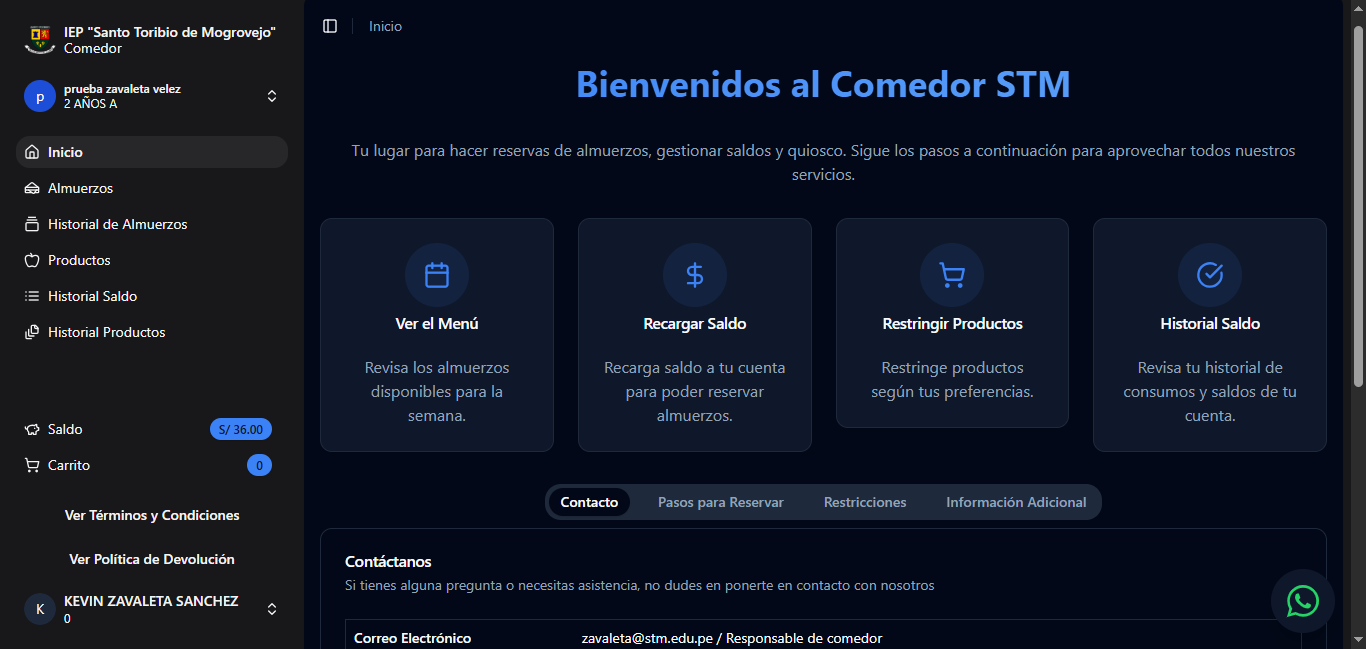 IEP "Santo Toribio de Mogrovejo"
Comedor
p
prueba zavaleta velez
2 AÑOS A
Inicio
Almuerzos
Historial de Almuerzos
Productos
Historial Saldo
Historial Productos
Saldo
S/ 36.00
Carrito
0
Ver Términos y Condiciones
Ver Política de Devolución
K
KEVIN ZAVALETA SANCHEZ
0
Inicio
Bienvenidos al Comedor STM
Tu lugar para hacer reservas de almuerzos, gestionar saldos y quiosco. Sigue los pasos a continuación para aprovechar todos nuestros
servicios.
Ver el Menú
Revisa los almuerzos
disponibles para la
semana.
Recargar Saldo
Recarga saldo a tu cuenta
para poder reservar
almuerzos.
Restringir Productos
Restringe productos
según tus preferencias.
Historial Saldo
Revisa tu historial de
consumos y saldos de tu
cuenta.
Contacto
Pasos para Reservar
Restricciones
Información Adicional
Contáctanos
Si tienes alguna pregunta o necesitas asistencia, no dudes en ponerte en contacto con nosotros
Correo Electrónico
zavaleta@stm.edu.pe / Responsable de comedor